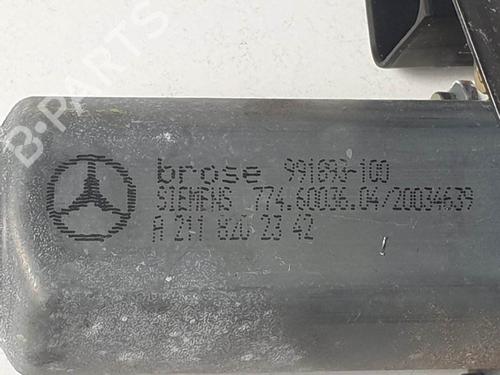 B-PARTS
brose 991693-100
SIEMENS 774.60036.04/20034639
A 211 820 23 42